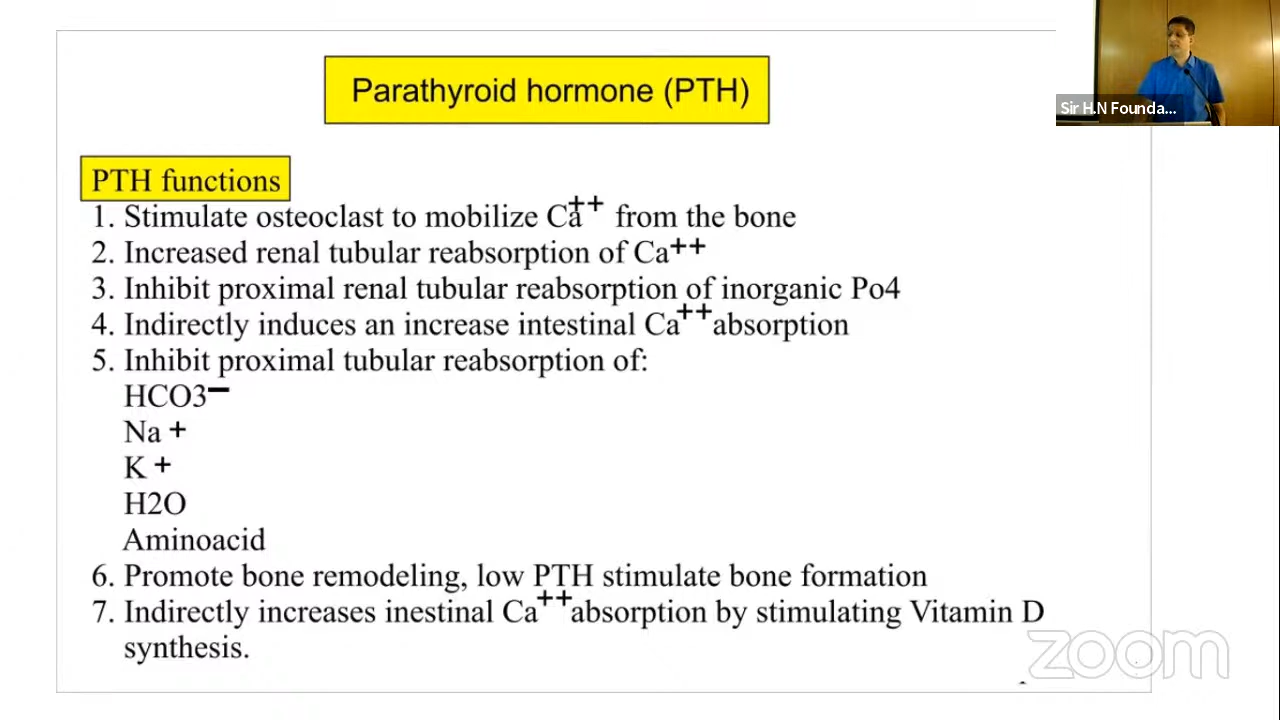 Parathyroid hormone (PTH)
Sir H.N Founda...
PTH functions
1. Stimulate osteoclast to mobilize Ca++ from the bone
2. Increased renal tubular reabsorption of Ca++
3. Inhibit proximal renal tubular reabsorption of inorganic Po4
4. Indirectly induces an increase intestinal Ca++absorption
5. Inhibit proximal tubular reabsorption of:
HCO3−
Na +
K +
H2O
Aminoacid
6. Promote bone remodeling, low PTH stimulate bone formation
7. Indirectly increases inestinal Ca++absorption by stimulating Vitamin D
synthesis.
zoom